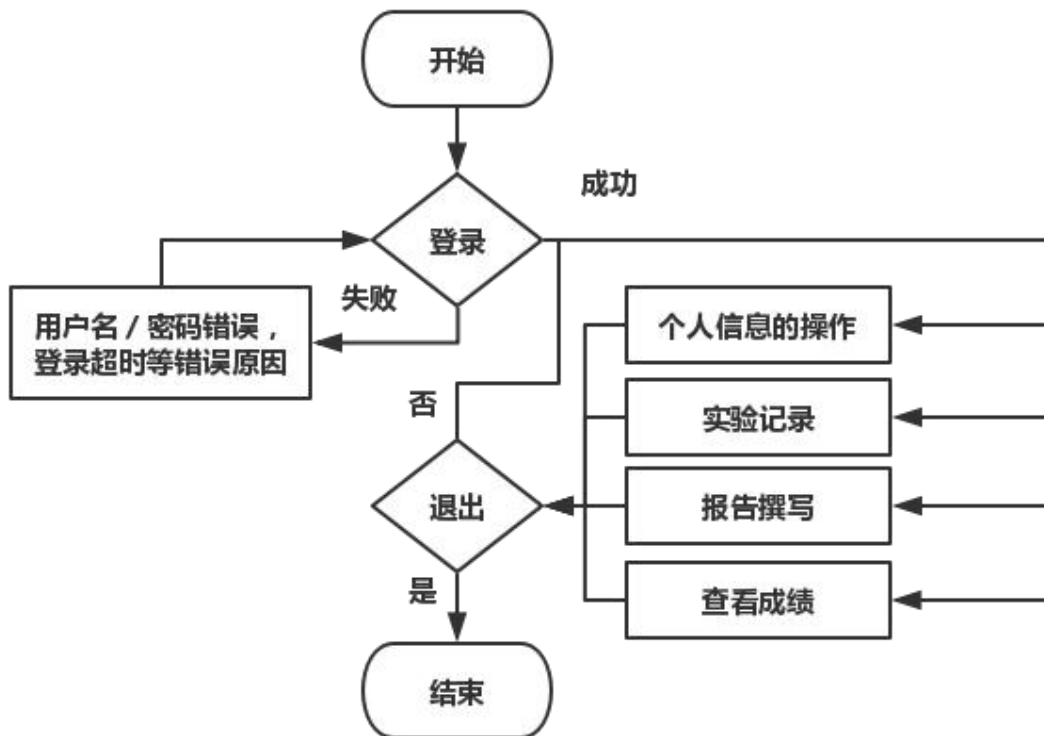 开始
成功
登录
失败
用户名 / 密码错误，
登录超时等错误原因
个人信息的操作
否
实验记录
退出
报告撰写
是
查看成绩
结束